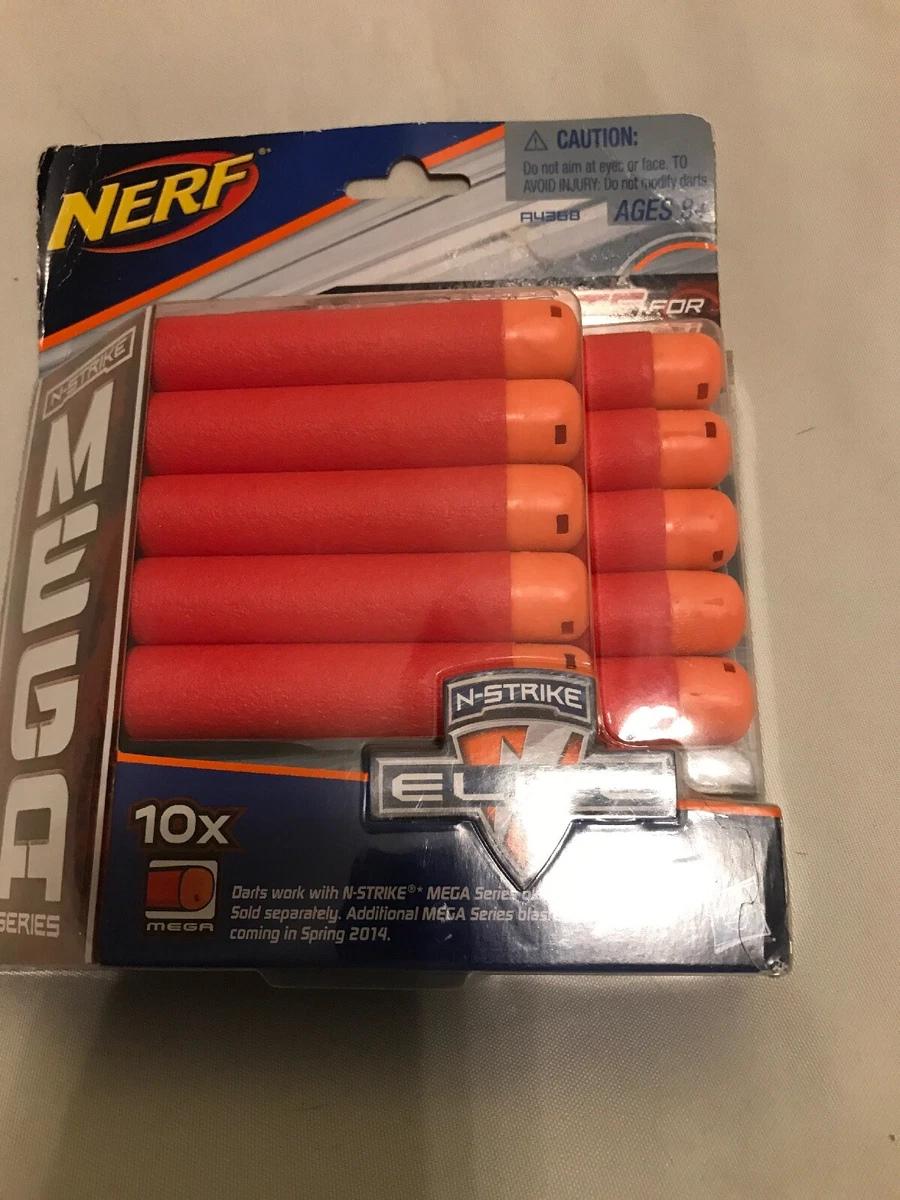 NERF
CAUTION:
Do not aim at eyes or face. TO
AVOID INJURY: Do not modify darts
A4368
AGES 8+
FOR
N-STRIKE
MEGA
SERIES
N-STRIKE
ELITE
10x
MEGA
Darts work with N-STRIKE®* MEGA Series
Sold separately. Additional MEGA Series
coming in Spring 2014.